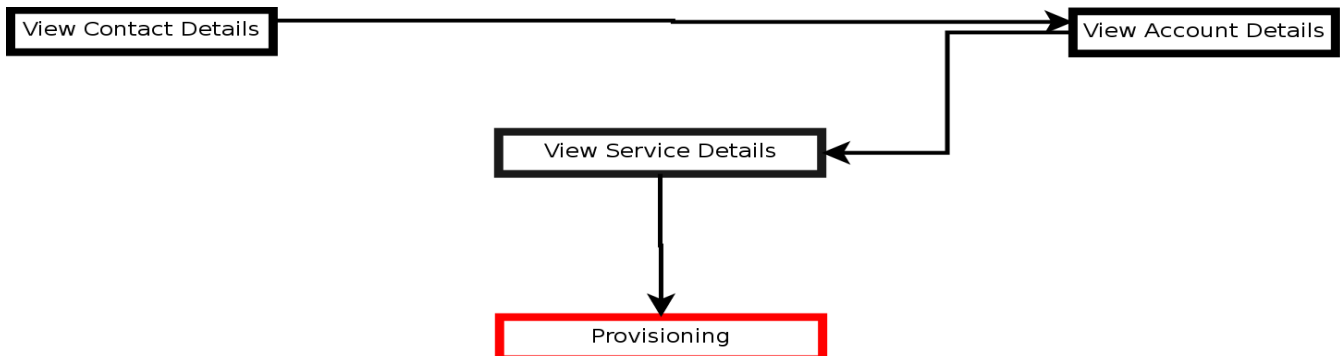 View Contact Details
View Account Details
View Service Details
Provisioning